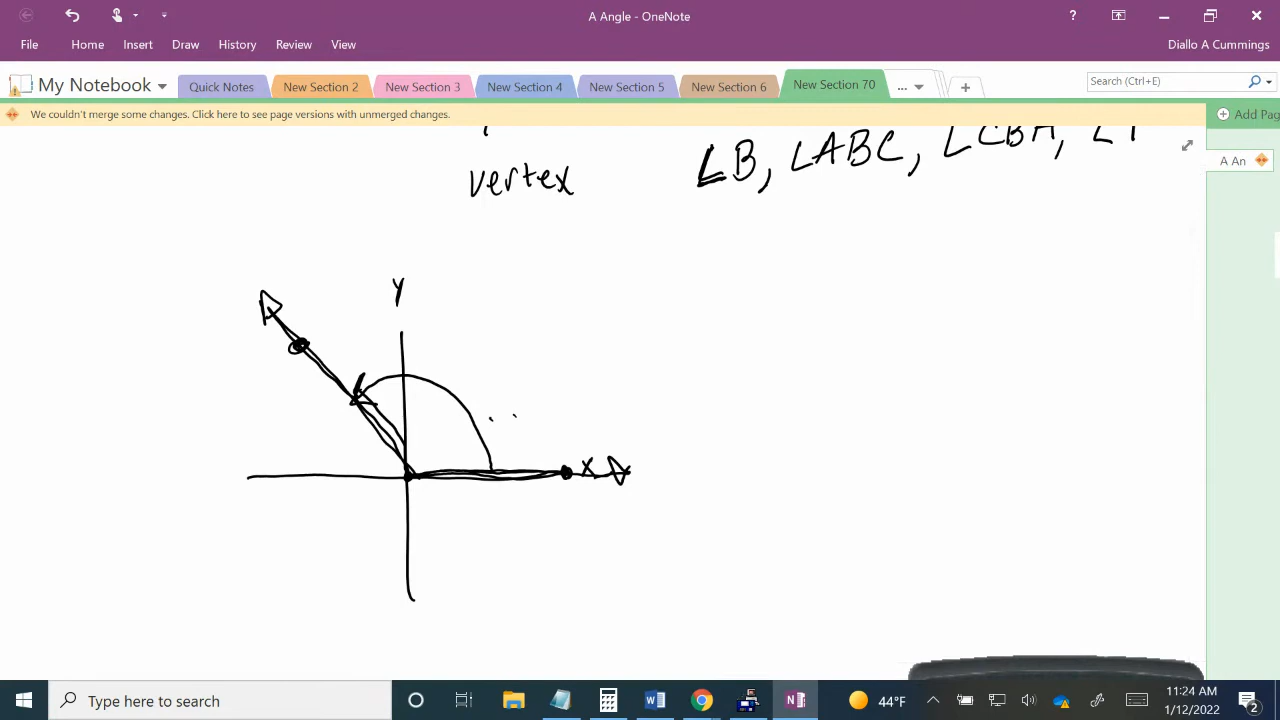 A Angle - OneNote
?
File Home Insert Draw History Review View
Diallo A Cummings
My Notebook Quick Notes New Section 2 New Section 3 New Section 4 New Section 5 New Section 6 New Section 70 ... +
Search (Ctrl+E)
We couldn't merge some changes. Click here to see page versions with unmerged changes.
Add Pag
A An
∠B, ∠ABC, ∠CBA, ∠
vertex
Y
X
Type here to search
44°F
11:24 AM
1/12/2022
2